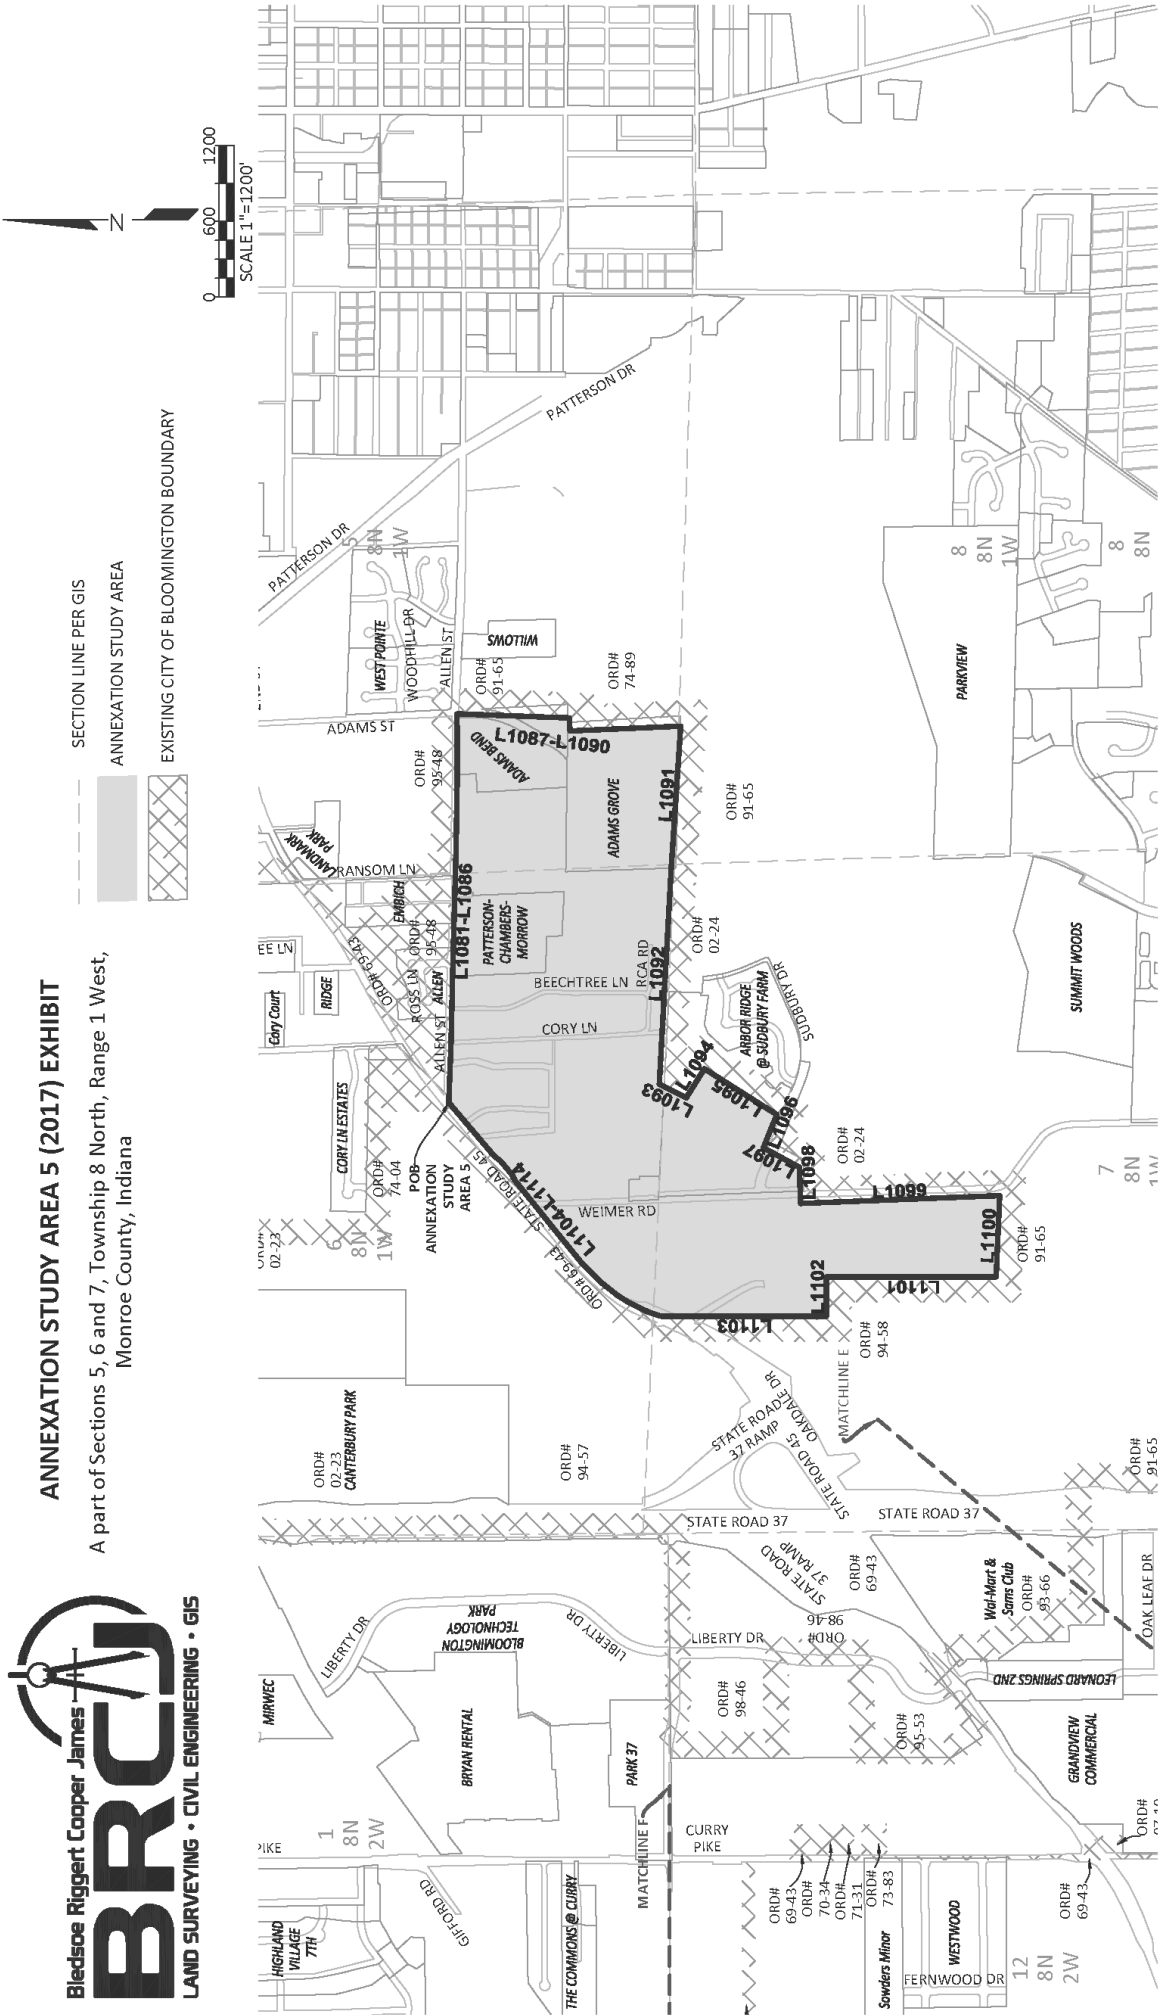 Bledsoe Riggert Cooper James
BRCJ
LAND SURVEYING • CIVIL ENGINEERING • GIS
ANNEXATION STUDY AREA 5 (2017) EXHIBIT
A part of Sections 5, 6 and 7, Township 8 North, Range 1 West,
Monroe County, Indiana
SECTION LINE PER GIS
ANNEXATION STUDY AREA
EXISTING CITY OF BLOOMINGTON BOUNDARY
N
0 600 1200
SCALE 1"=1200'
HIGHLAND
VILLAGE
7TH
PIKE
1
8N
2W
GIFFORD RD
THE COMMONS @ CURRY
MIRWEC
LIBERTY DR
BLOOMINGTON
TECHNOLOGY
PARK
LIBERTY DR
BRYAN RENTAL
PARK 37
MATCHLINE F
CURRY
PIKE
LIBERTY DR
ORD#
98-46
ORD#
98-46
ORD#
95-53
ORD#
69-43
ORD#
70-34
ORD#
71-31
ORD#
73-83
Sowders Minor
WESTWOOD
FERNWOOD DR
12
8N
2W
ORD#
69-43
ORD#
GRANDVIEW
COMMERCIAL
LEONARD SPRINGS 2ND
OAK LEAF DR
Wal-Mart &
Sams Club
ORD#
93-66
ORD#
69-43
STATE ROAD
37 RAMP
STATE ROAD 37
STATE ROAD 37
STATE ROAD
37 RAMP
STATE ROAD 45
OAKDALE DR
MATCHLINE E
ORD#
91-65
ORD#
02-23
CANTERBURY PARK
ORD#
94-57
ORD#
94-58
ORD#
02-23
6
8N
1W
CORY LN ESTATES
ORD#
74-04
POB
ANNEXATION
STUDY
AREA 5
STATE ROAD 45
L1104-L1114
ORD# 69-43
WEIMER RD
L1103
L1102
L1101
L1100
L1099
L1098
L1097
L1096
L1095
L1094
L1093
L1092
L1091
L1087-L1090
L1081-L1086
ORD#
91-65
ORD#
02-24
7
8N
1W
Cory Court
RIDGE
EE LN
ORD# 69-43
ROSS LN
ORD#
95-48
ALLEN
ALLEN ST
EMBICH
RANSOM LN
LANDMARK
PARK
PATTERSON-
CHAMBERS-
MORROW
BEECHTREE LN
CORY LN
RCA RD
ADAMS GROVE
ADAMS BEND
ORD#
95-48
ADAMS ST
WEST POINTE
WOODHILL DR
ALLEN ST
WILLOWS
ORD#
91-65
ORD#
74-89
ORD#
91-65
ORD#
02-24
ARBOR RIDGE
@ SUDBURY FARM
SUDBURY DR
SUMMIT WOODS
PARKVIEW
PATTERSON DR
PATTERSON DR
5
8N
1W
8
8N
1W
8
8N